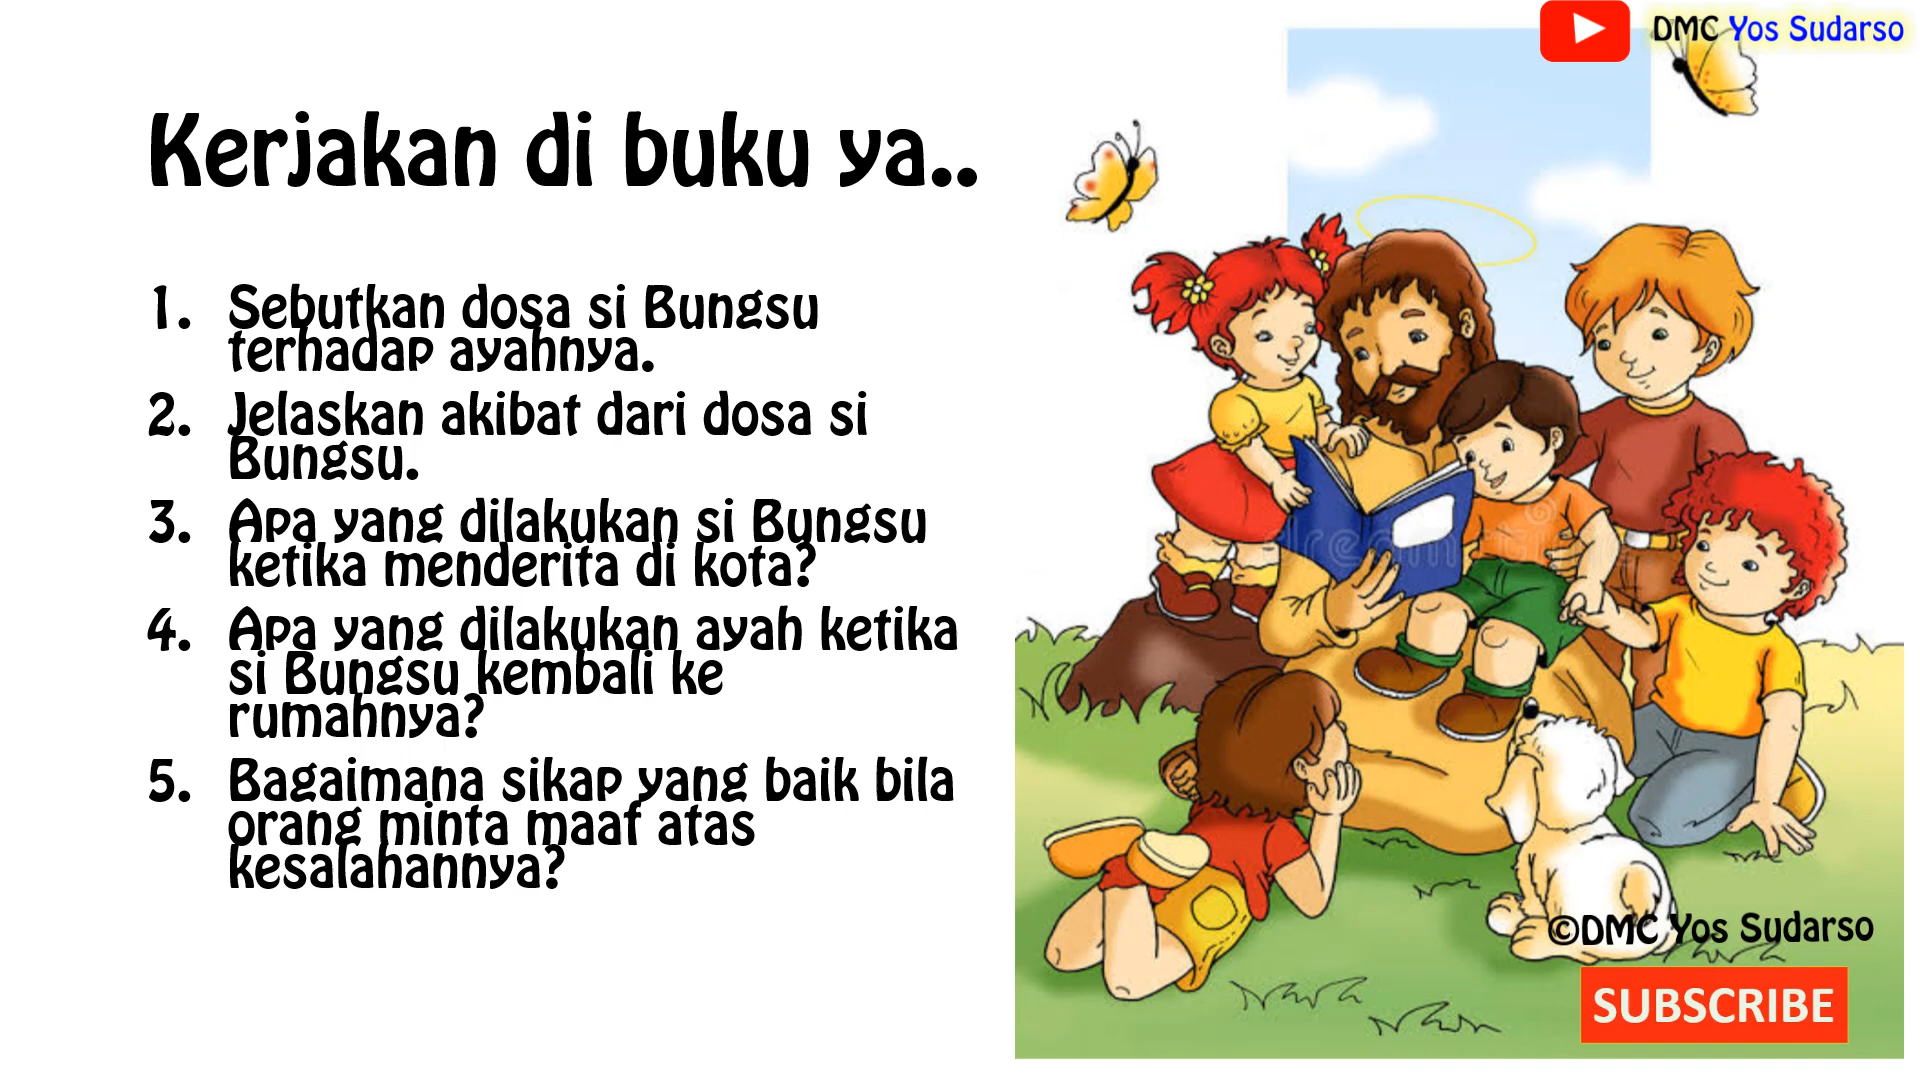 DMC Yos Sudarso
Kerjakan di buku ya..
1. Sebutkan dosa si Bungsu
terhadap ayahnya.
2. Jelaskan akibat dari dosa si
Bungsu.
3. Apa yang dilakukan si Bungsu
ketika menderita di kota?
4. Apa yang dilakukan ayah ketika
si Bungsu kembali ke
rumahnya?
5. Bagaimana sikap yang baik bila
orang minta maaf atas
kesalahannya?
©DMC Yos Sudarso
SUBSCRIBE